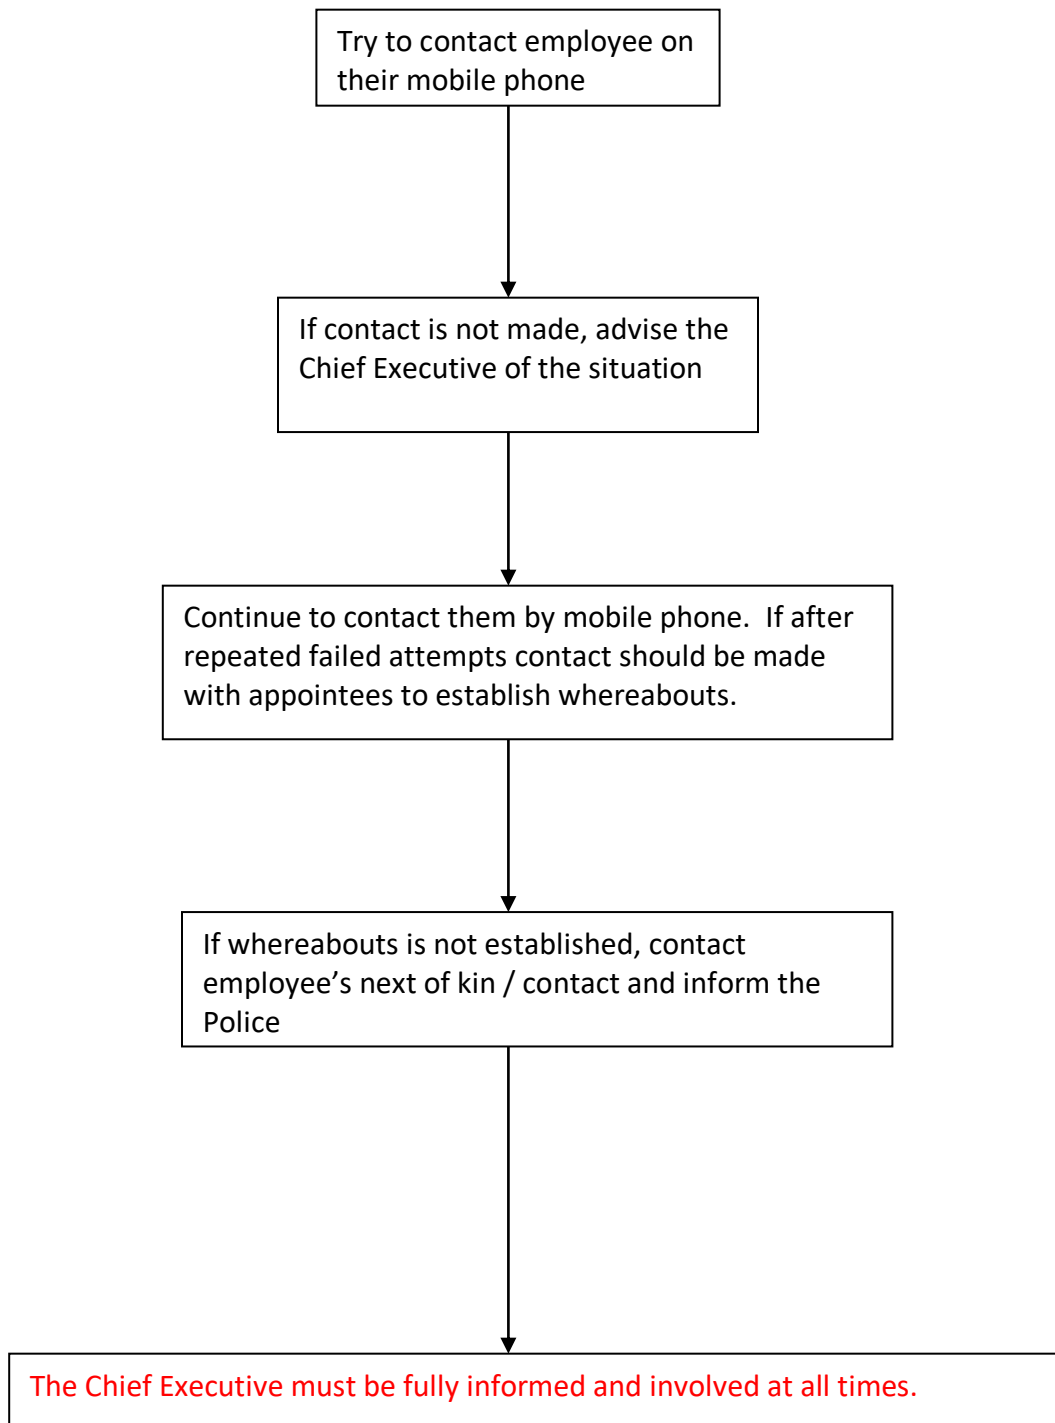 Try to contact employee on
their mobile phone
If contact is not made, advise the
Chief Executive of the situation
Continue to contact them by mobile phone.  If after
repeated failed attempts contact should be made
with appointees to establish whereabouts.
If whereabouts is not established, contact
employee’s next of kin / contact and inform the
Police
The Chief Executive must be fully informed and involved at all times.